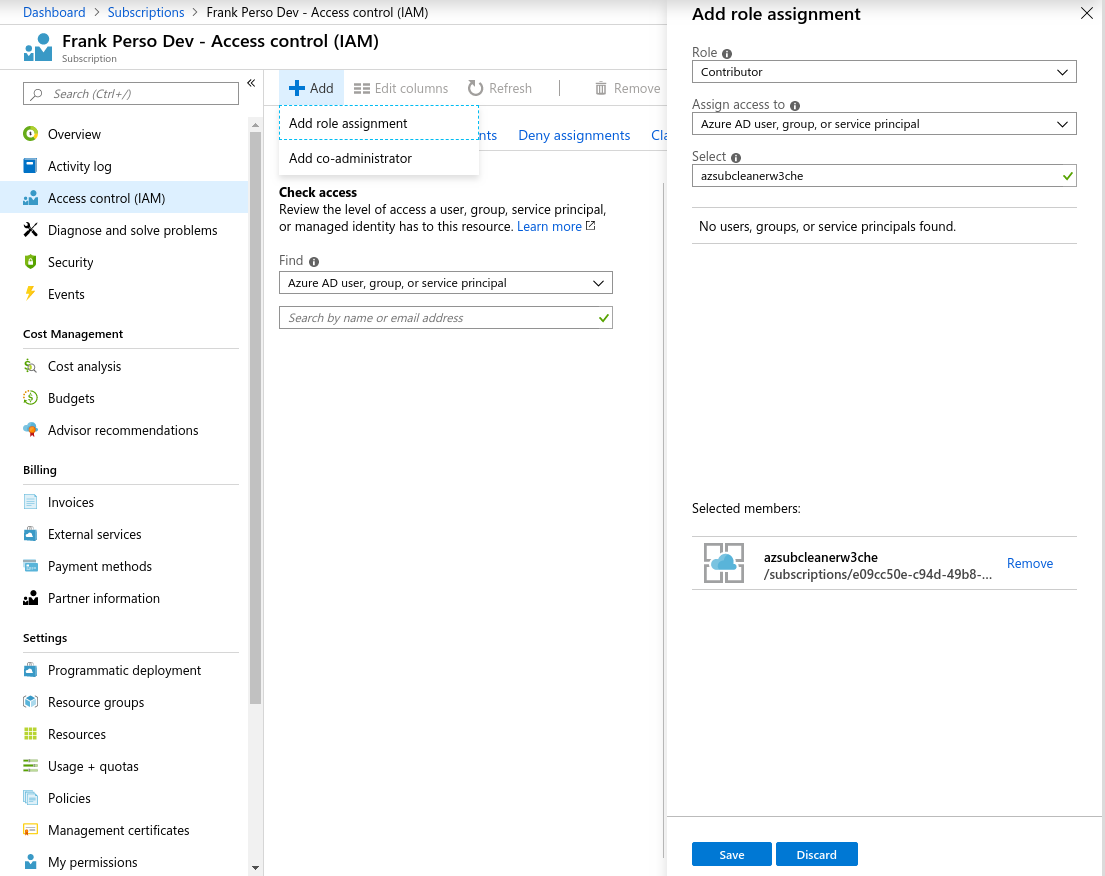 Dashboard > Subscriptions > Frank Perso Dev - Access control (IAM)
Frank Perso Dev - Access control (IAM)
Subscription
Search (Ctrl+/)
«
Overview
Activity log
Access control (IAM)
Diagnose and solve problems
Security
Events
Cost Management
Cost analysis
Budgets
Advisor recommendations
Billing
Invoices
External services
Payment methods
Partner information
Settings
Programmatic deployment
Resource groups
Resources
Usage + quotas
Policies
Management certificates
My permissions
Add Edit columns Refresh Remove
Add role assignment
Add co-administrator
nts Deny assignments Cla
Check access
Review the level of access a user, group, service principal,
or managed identity has to this resource. Learn more
Find
Azure AD user, group, or service principal
Search by name or email address
Add role assignment
Role
Contributor
Assign access to
Azure AD user, group, or service principal
Select
azsubcleanerw3che
No users, groups, or service principals found.
Selected members:
azsubcleanerw3che
/subscriptions/e09cc50e-c94d-49b8-...
Remove
Save Discard